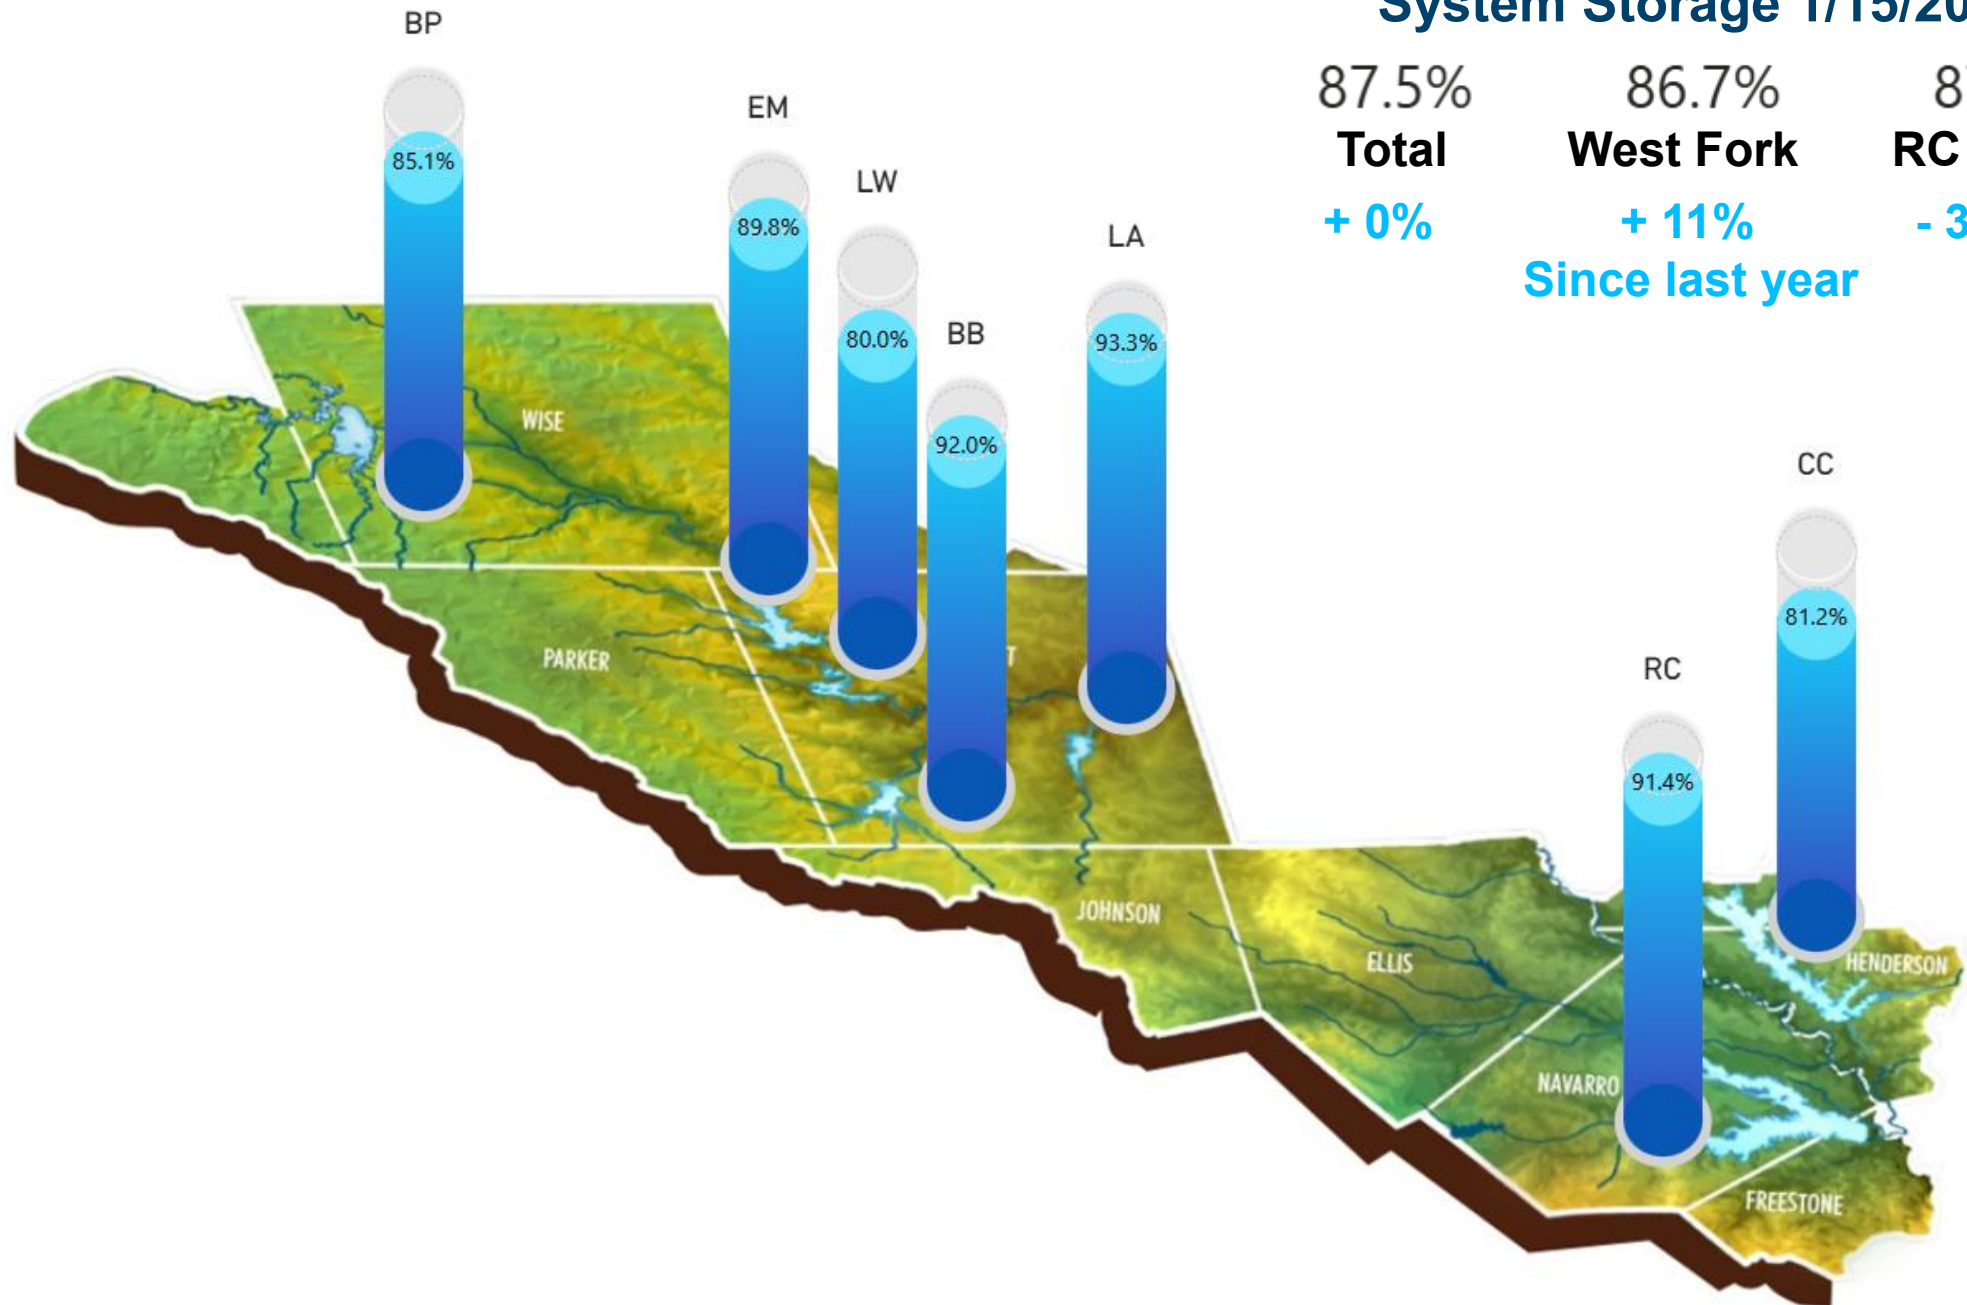 System Storage 1/15/20
87.5% 86.7% 8
Total West Fork RC
+ 0% + 11% - 3
Since last year
BP
85.1%
EM
89.8%
LW
80.0%
BB
92.0%
LA
93.3%
CC
81.2%
RC
91.4%
WISE
PARKER
T
JOHNSON
ELLIS
HENDERSON
NAVARRO
FREESTONE